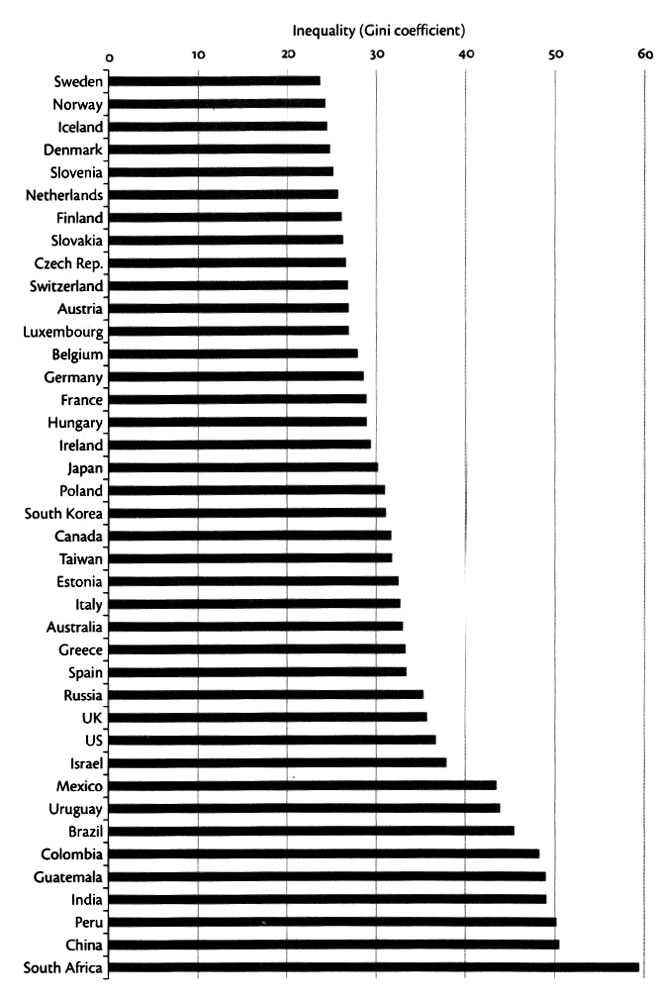 Inequality (Gini coefficient)
0 10 20 30 40 50 60
Sweden
Norway
Iceland
Denmark
Slovenia
Netherlands
Finland
Slovakia
Czech Rep.
Switzerland
Austria
Luxembourg
Belgium
Germany
France
Hungary
Ireland
Japan
Poland
South Korea
Canada
Taiwan
Estonia
Italy
Australia
Greece
Spain
Russia
UK
US
Israel
Mexico
Uruguay
Brazil
Colombia
Guatemala
India
Peru
China
South Africa